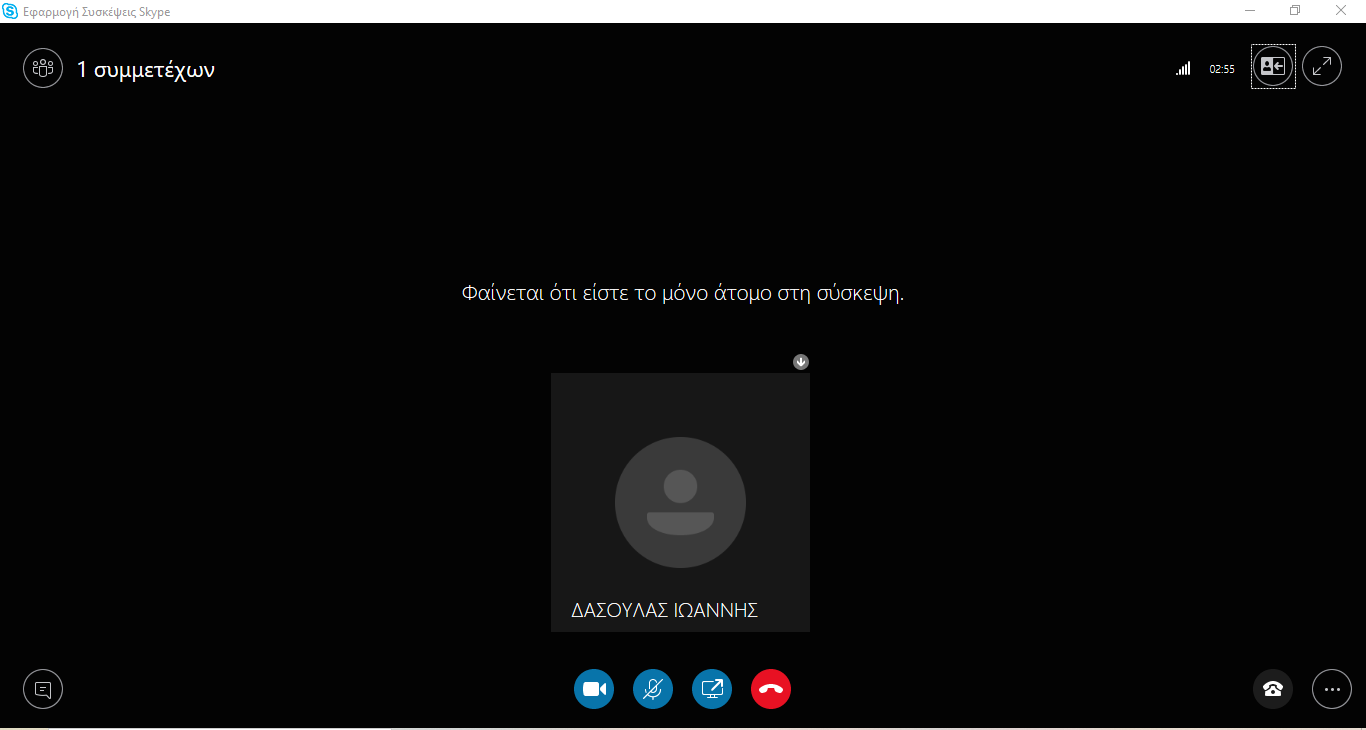 Εφαρμογή Συσκέψεις Skype
1 συμμετέχων
02:55
Φαίνεται ότι είστε το μόνο άτομο στη σύσκεψη.
ΔΑΣΟΥΛΑΣ ΙΩΑΝΝΗΣ